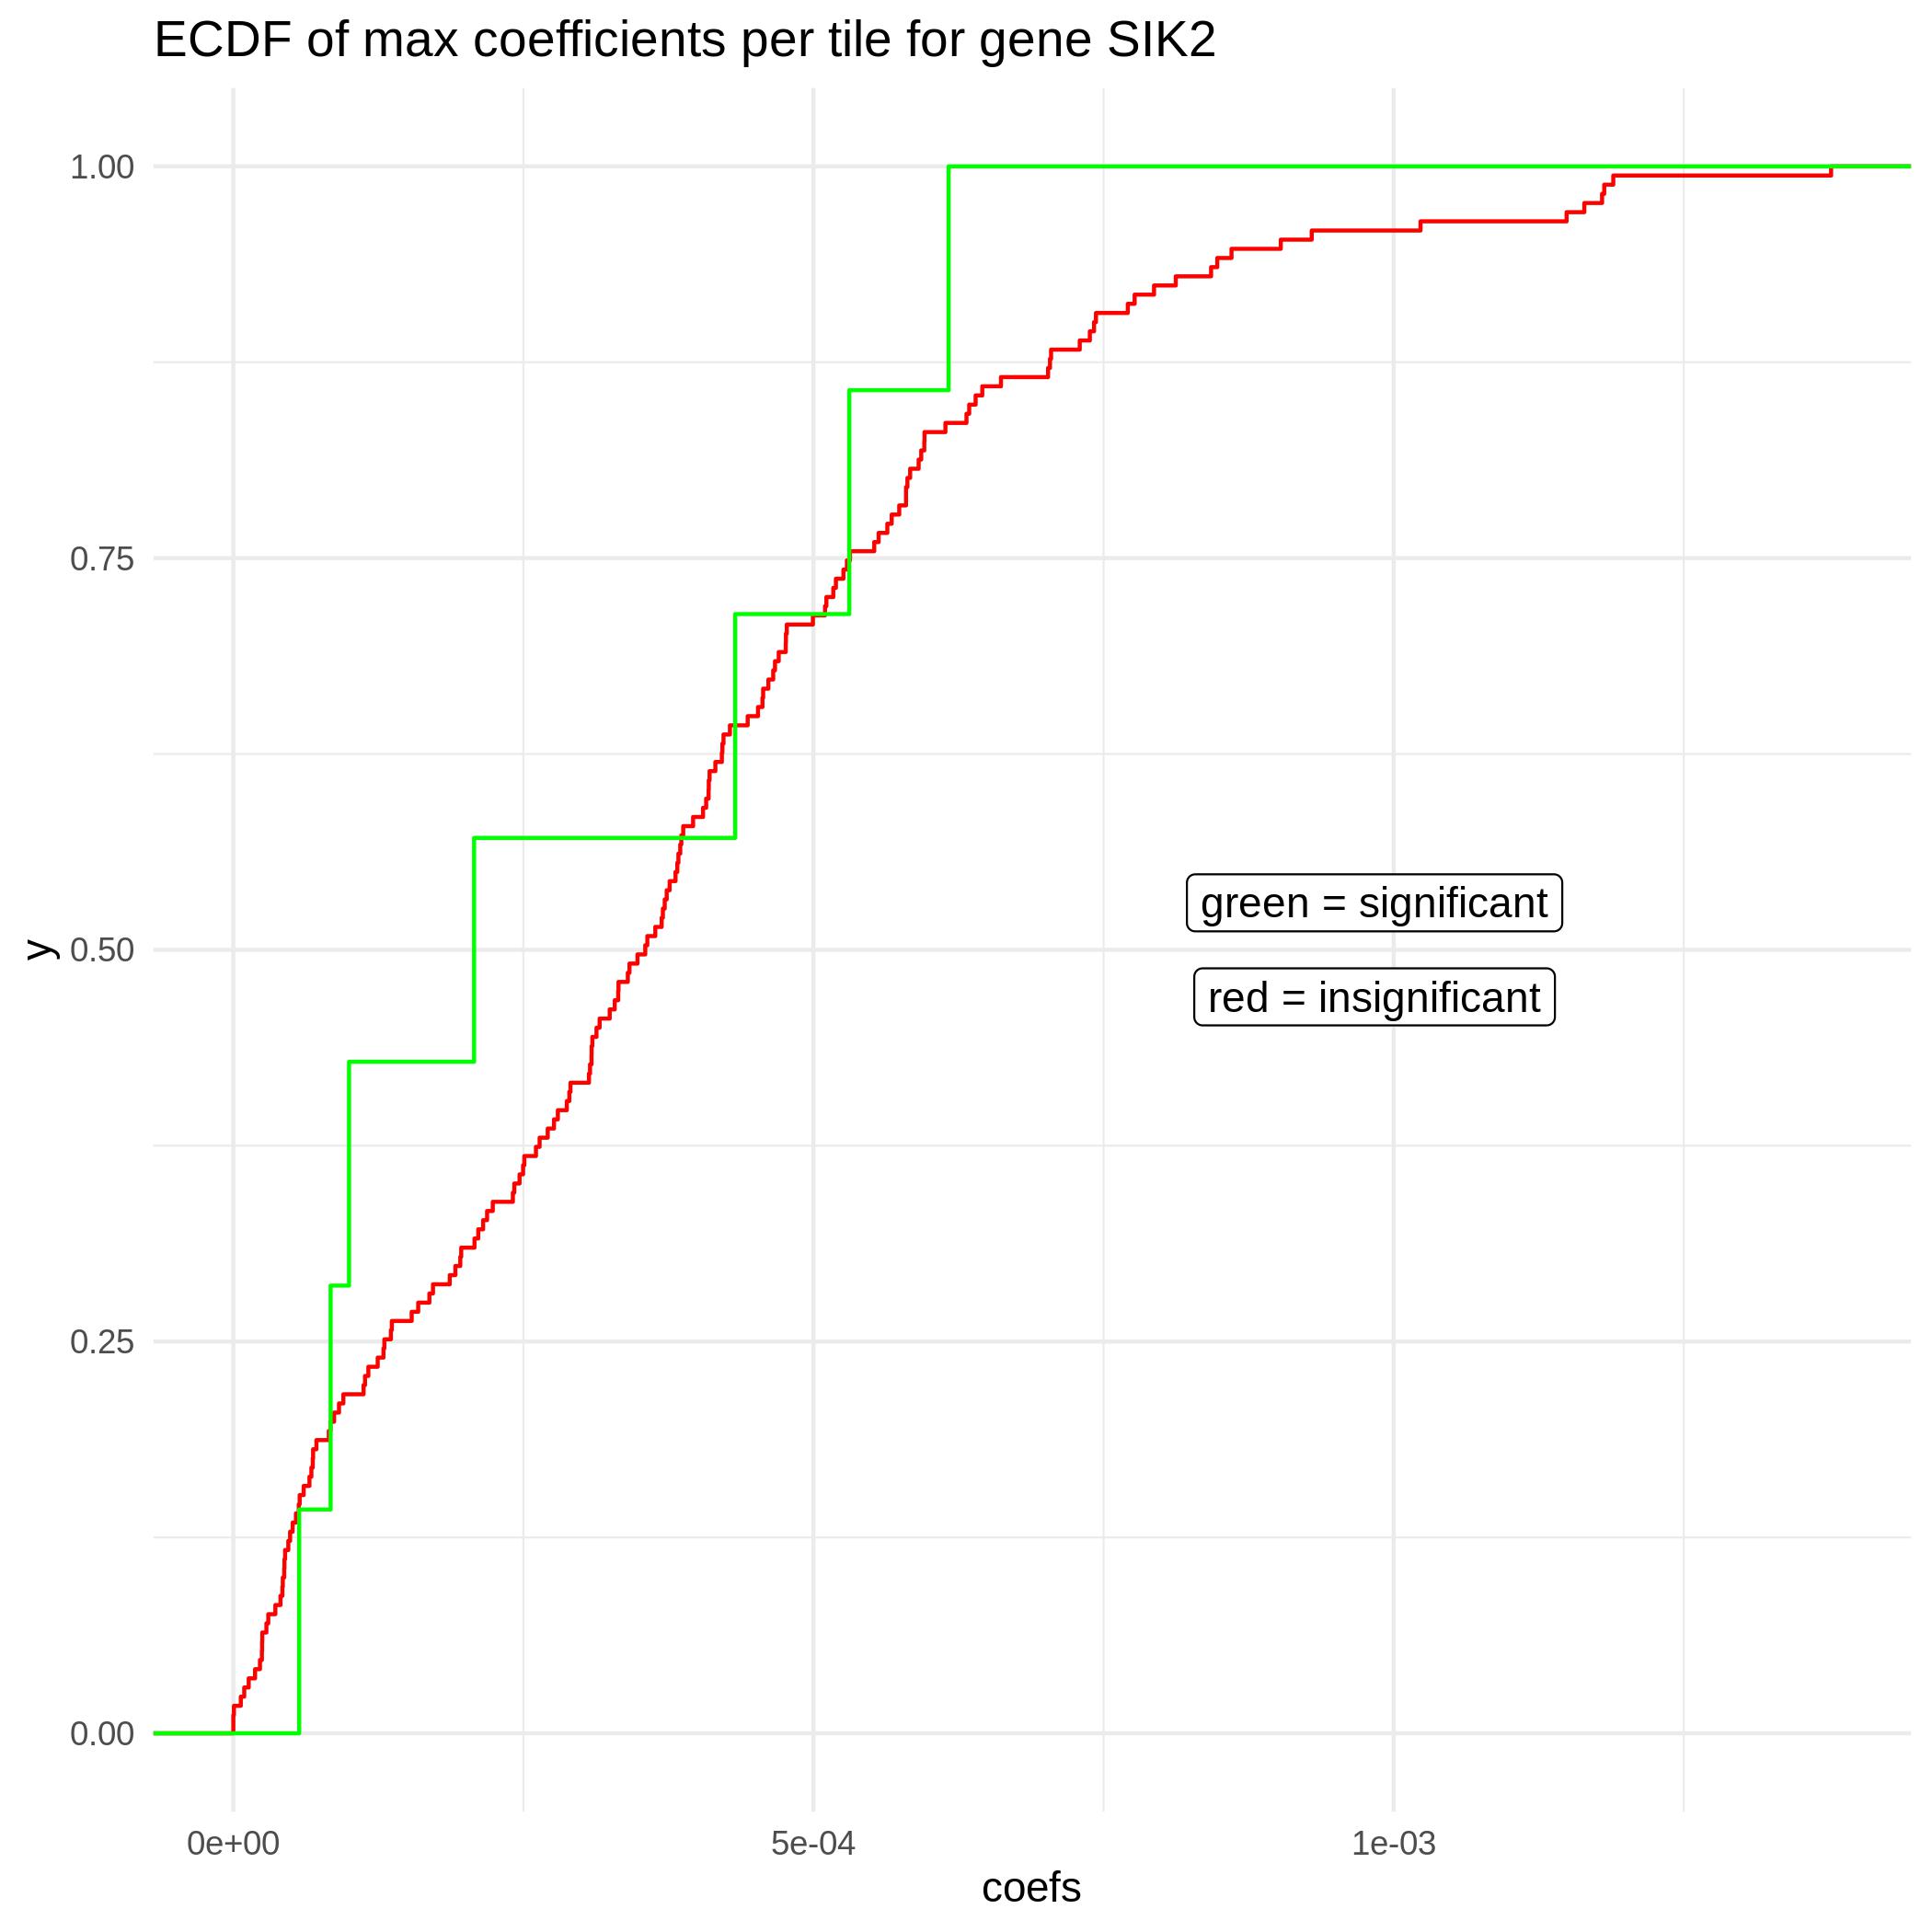 ECDF of max coefficients per tile for gene SIK2
1.00
0.75
0.50
0.25
0.00
y
green = significant
red = insignificant
0e+00
5e-04
1e-03
coefs